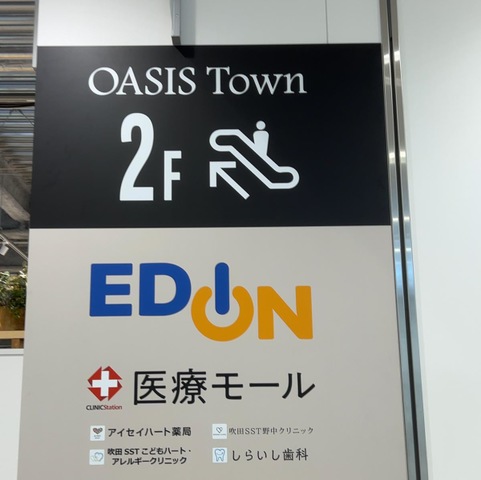 OASIS Town
2F
EDION
医療モール
CLINICStation
アイセイハート薬局
吹田SST野中クリニック
吹田 SST こどもハート・
アレルギークリニック
しらいし歯科